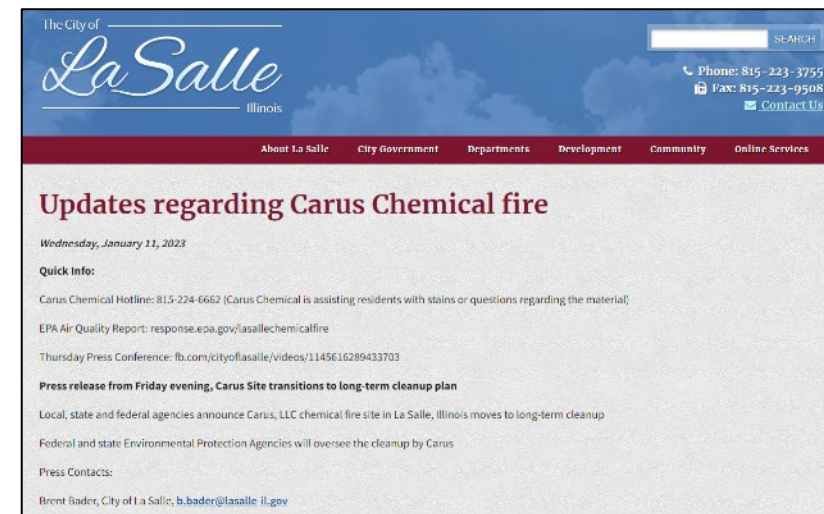 The City of
La Salle
Illinois
SEARCH
Phone: 815-223-3755
Fax: 815-223-9508
Contact Us
About La Salle City Government Departments Development Community Online Services
Updates regarding Carus Chemical fire
Wednesday, January 11, 2023
Quick Info:
Carus Chemical Hotline: 815-224-6662 (Carus Chemical is assisting residents with stains or questions regarding the material)
EPA Air Quality Report: response.epa.gov/lasallechemicalfire
Thursday Press Conference: fb.com/cityoflasalle/videos/1145616289433703
Press release from Friday evening, Carus Site transitions to long-term cleanup plan
Local, state and federal agencies announce Carus, LLC chemical fire site in La Salle, Illinois moves to long-term cleanup
Federal and state Environmental Protection Agencies will oversee the cleanup by Carus
Press Contacts:
Brent Bader, City of La Salle, b.bader@lasalle-il.gov